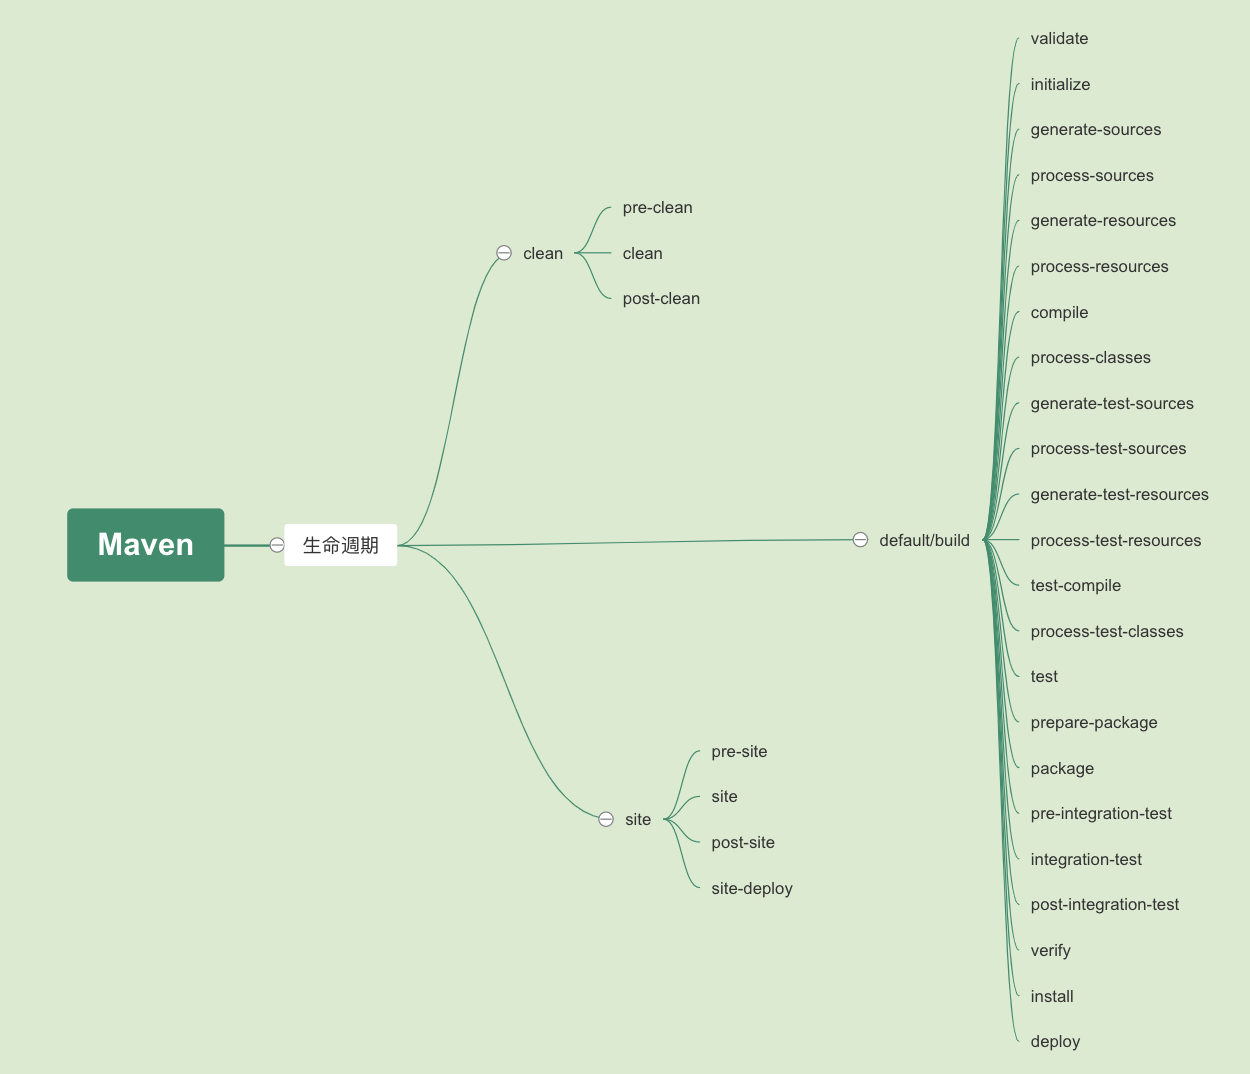 Maven
生命週期
clean
pre-clean
clean
post-clean
default/build
validate
initialize
generate-sources
process-sources
generate-resources
process-resources
compile
process-classes
generate-test-sources
process-test-sources
generate-test-resources
process-test-resources
test-compile
process-test-classes
test
prepare-package
package
pre-integration-test
integration-test
post-integration-test
verify
install
deploy
site
pre-site
site
post-site
site-deploy